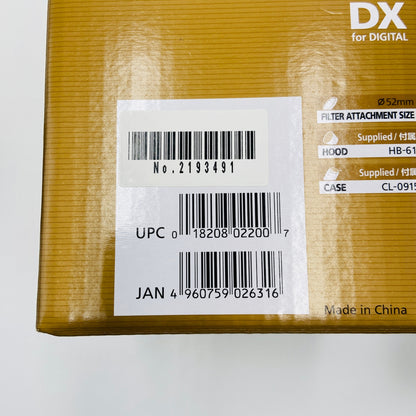 DX
for DIGITAL
Ø52mm
FILTER ATTACHMENT SIZE
Supplied / 付属
HOOD HB-61
Supplied / 付属
CASE CL-0915
No.2193491
UPC 0 18208 02200 7
JAN 4 960759 026316
Made in China